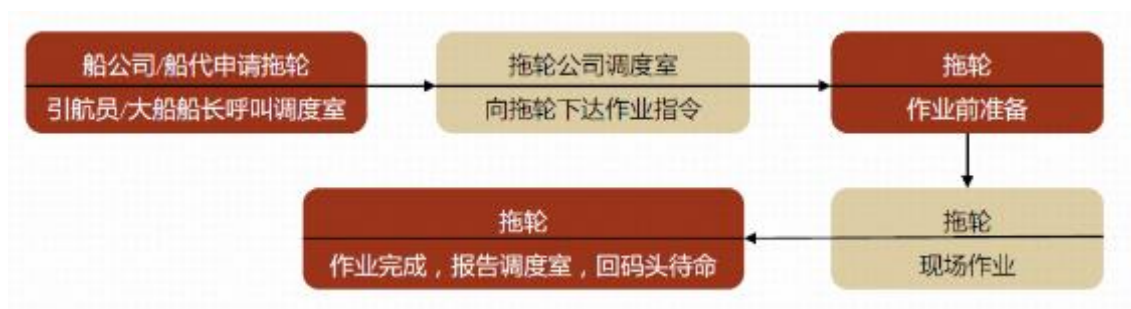 船公司/船代申请拖轮
引航员/大船船长呼叫调度室
拖轮公司调度室
向拖轮下达作业指令
拖轮
作业前准备
拖轮
现场作业
拖轮
作业完成，报告调度室，回码头待命